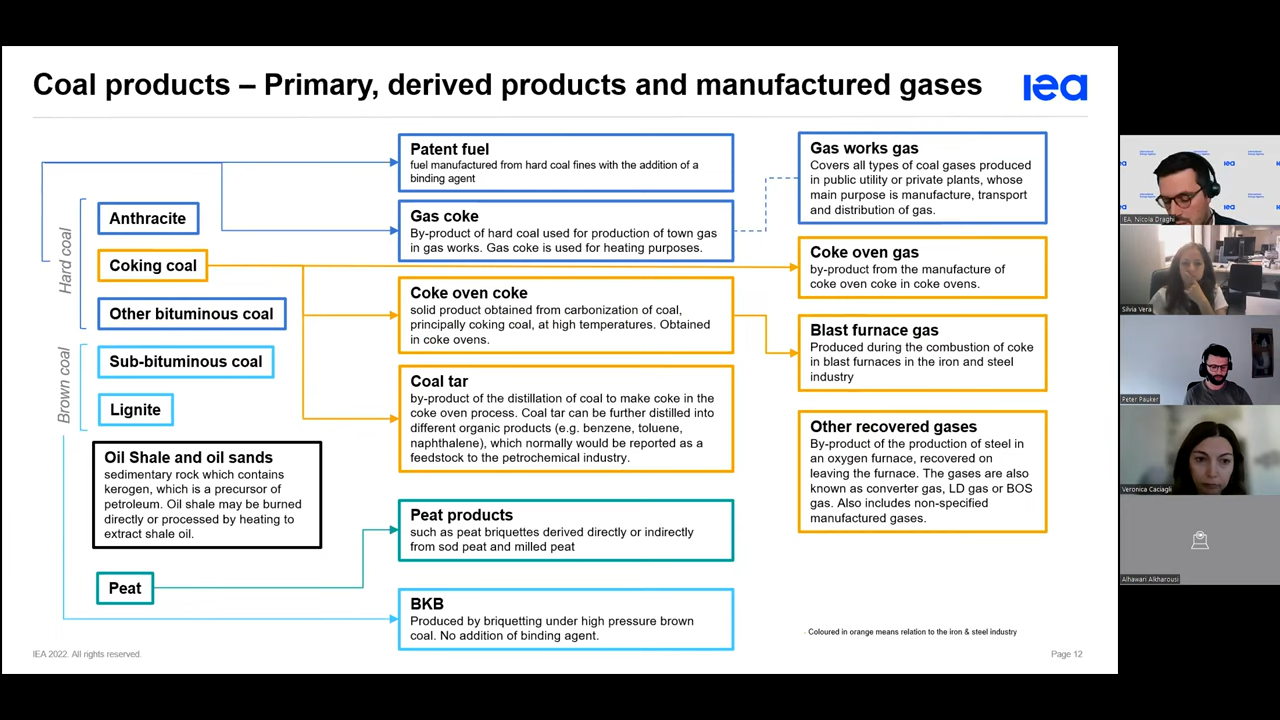 Coal products – Primary, derived products and manufactured gases
iea
Hard coal
Brown coal
Anthracite
Coking coal
Other bituminous coal
Sub-bituminous coal
Lignite
Oil Shale and oil sands
sedimentary rock which contains
kerogen, which is a precursor of
petroleum. Oil shale may be burned
directly or processed by heating to
extract shale oil.
Peat
Patent fuel
fuel manufactured from hard coal fines with the addition of a
binding agent
Gas coke
By-product of hard coal used for production of town gas
in gas works. Gas coke is used for heating purposes.
Coke oven coke
solid product obtained from carbonization of coal,
principally coking coal, at high temperatures. Obtained
in coke ovens.
Coal tar
by-product of the distillation of coal to make coke in the
coke oven process. Coal tar can be further distilled into
different organic products (e.g. benzene, toluene,
naphthalene), which normally would be reported as a
feedstock to the petrochemical industry.
Peat products
such as peat briquettes derived directly or indirectly
from sod peat and milled peat
BKB
Produced by briquetting under high pressure brown
coal. No addition of binding agent.
Gas works gas
Covers all types of coal gases produced
in public utility or private plants, whose
main purpose is manufacture, transport
and distribution of gas.
Coke oven gas
by-product from the manufacture of
coke oven coke in coke ovens.
Blast furnace gas
Produced during the combustion of coke
in blast furnaces in the iron and steel
industry
Other recovered gases
By-product of the production of steel in
an oxygen furnace, recovered on
leaving the furnace. The gases are also
known as converter gas, LD gas or BOS
gas. Also includes non-specified
manufactured gases.
- Coloured in orange means relation to the iron & steel industry
IEA 2022. All rights reserved.
Page 12
IEA, Nicola Draghi
Silvia Vera
Peter Pauker
Veronica Caciagli
Alhawari Alkharousi